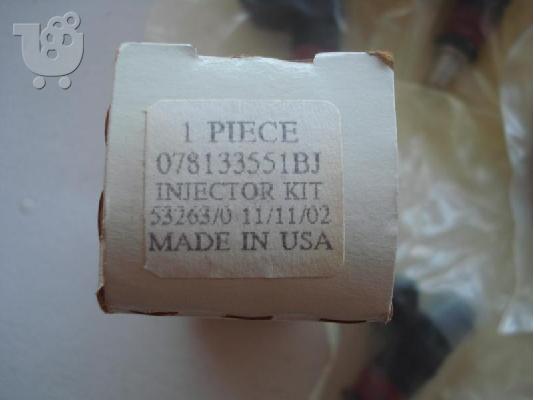 1 PIECE
078133551BJ
INJECTOR KIT
53263/0 11/11/02
MADE IN USA